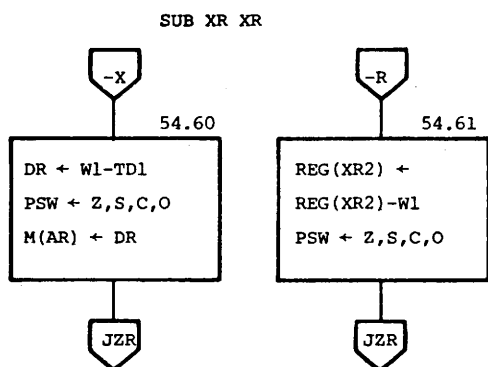 SUB XR XR
-X
54.60
DR ← W1-TD1
PSW ← Z,S,C,O
M(AR) ← DR
JZR
-R
54.61
REG(XR2) ←
REG(XR2)-W1
PSW ← Z,S,C,O
JZR